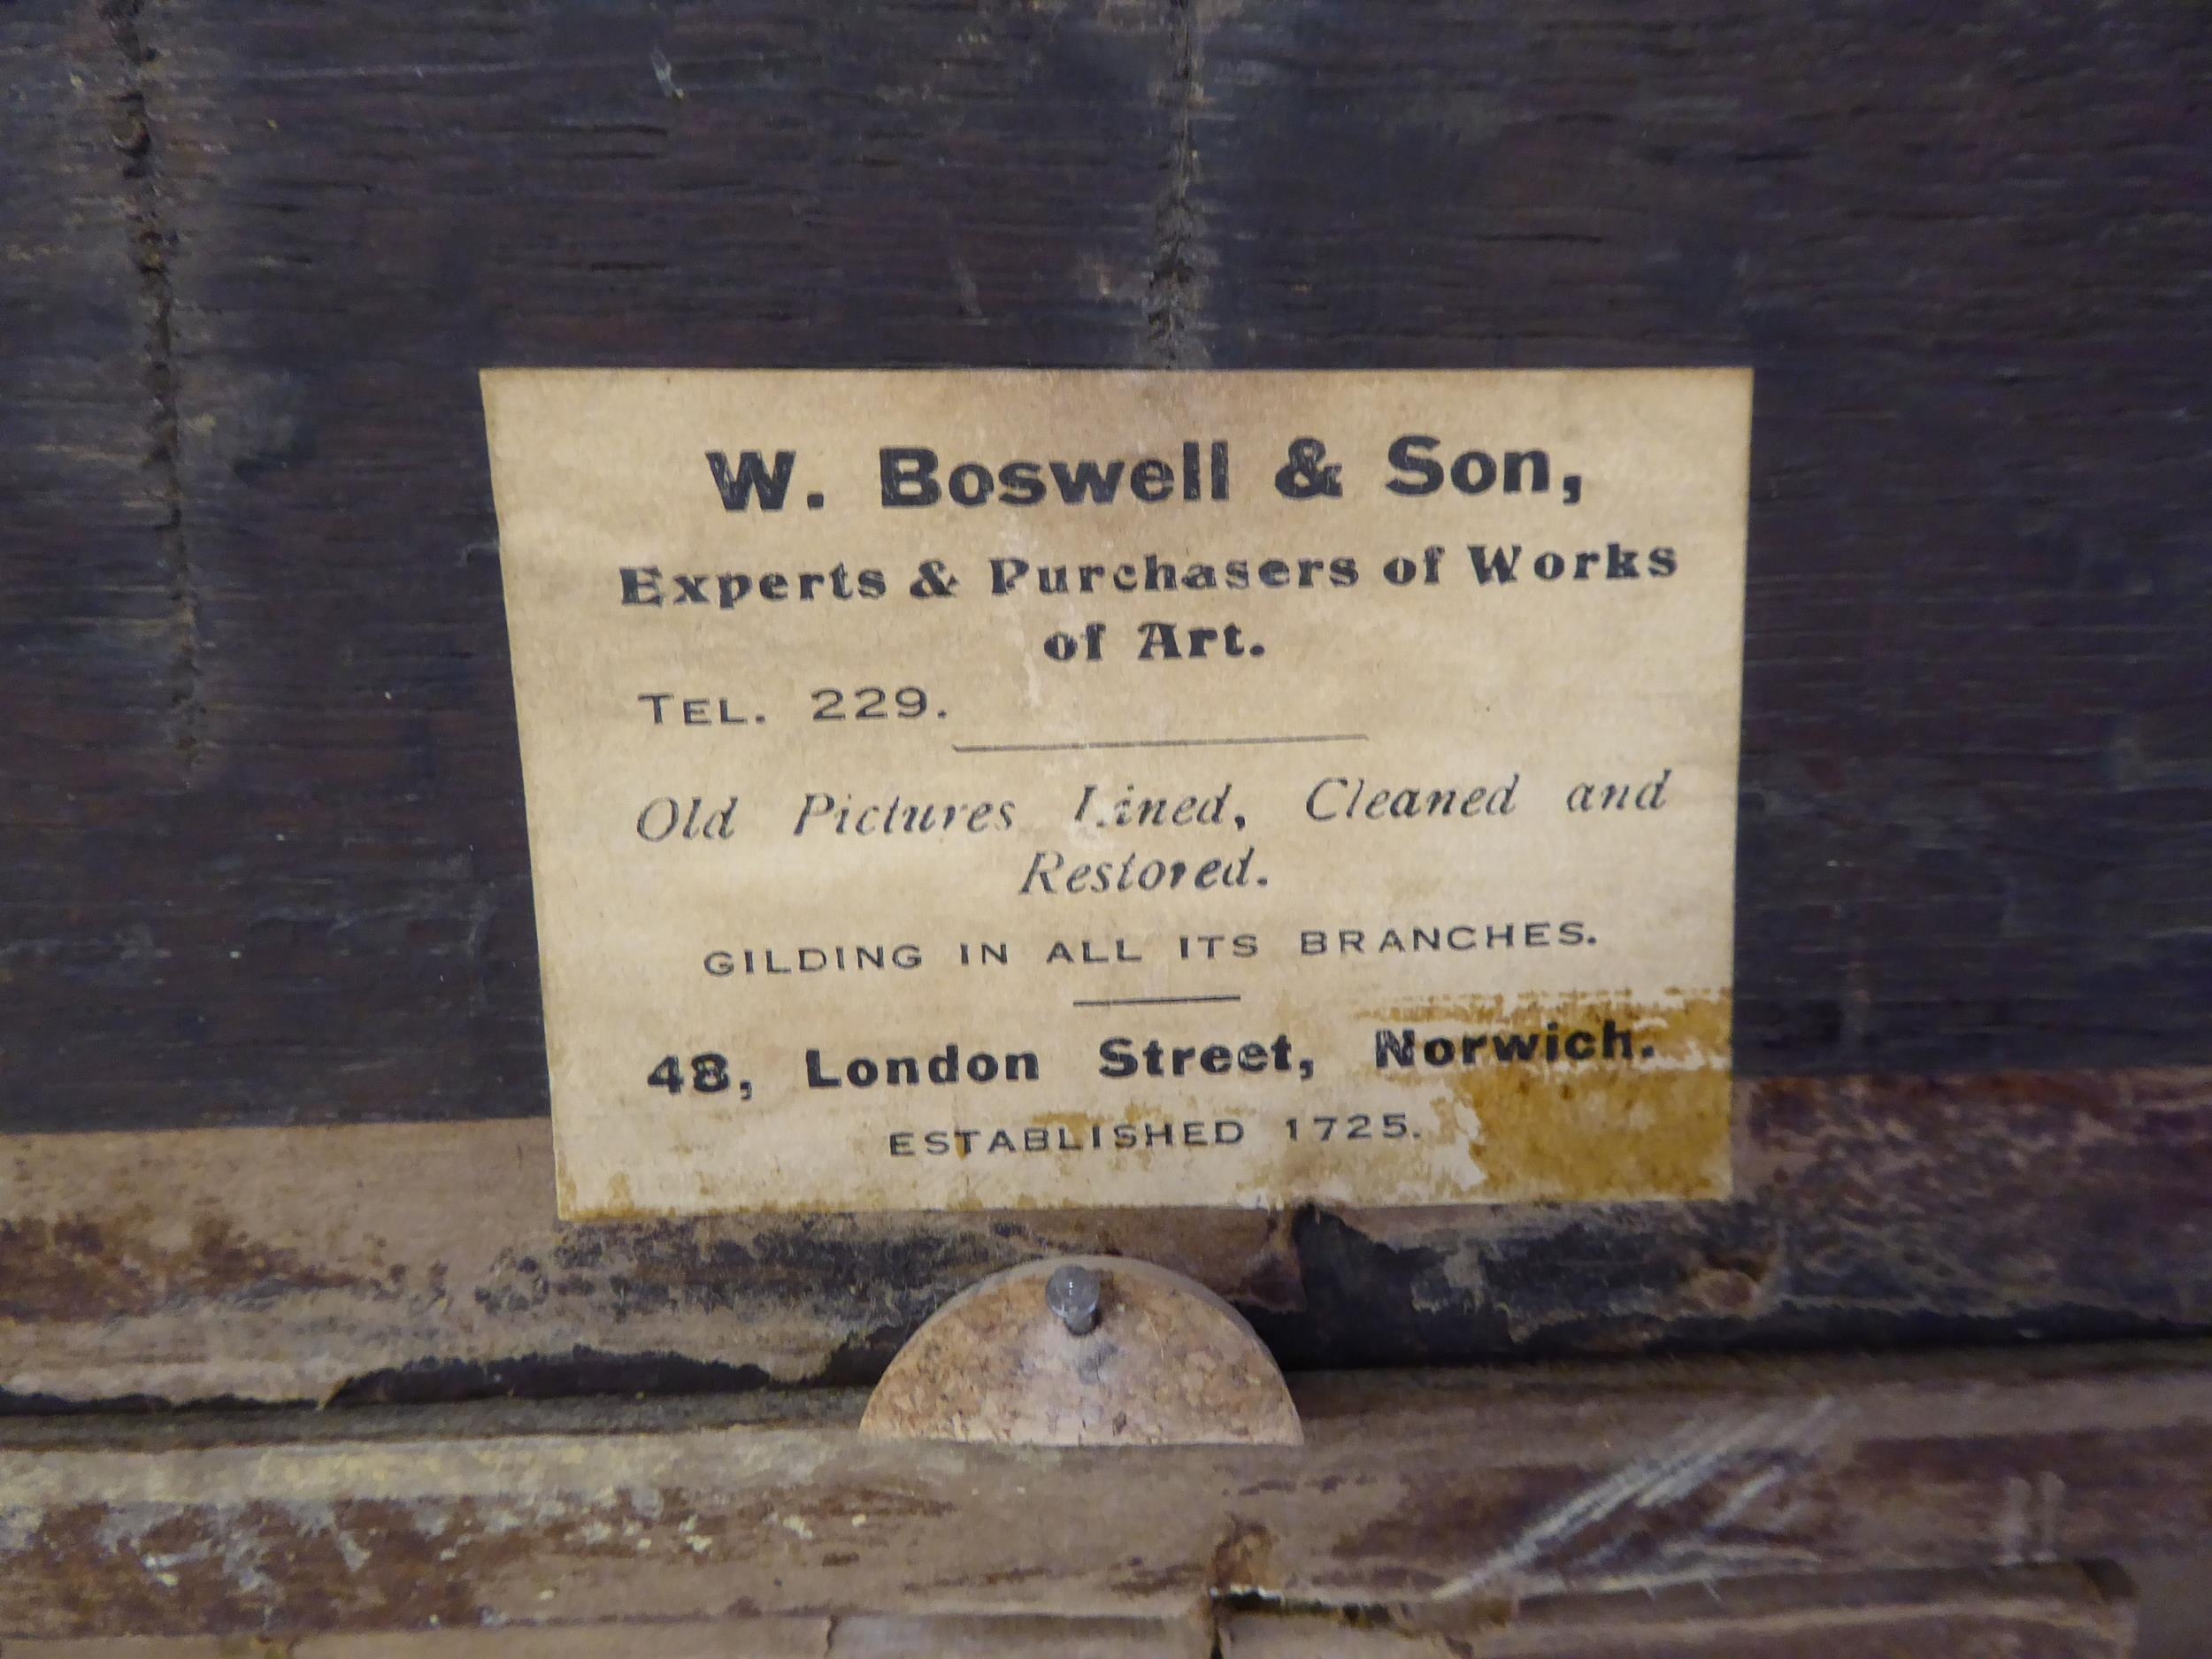 W. Boswell & Son,
Experts & Purchasers of Works
of Art.
TEL. 229.
Old Pictures Lined, Cleaned and
Restored.
GILDING IN ALL ITS BRANCHES.
48, London Street, Norwich.
ESTABLISHED 1725.